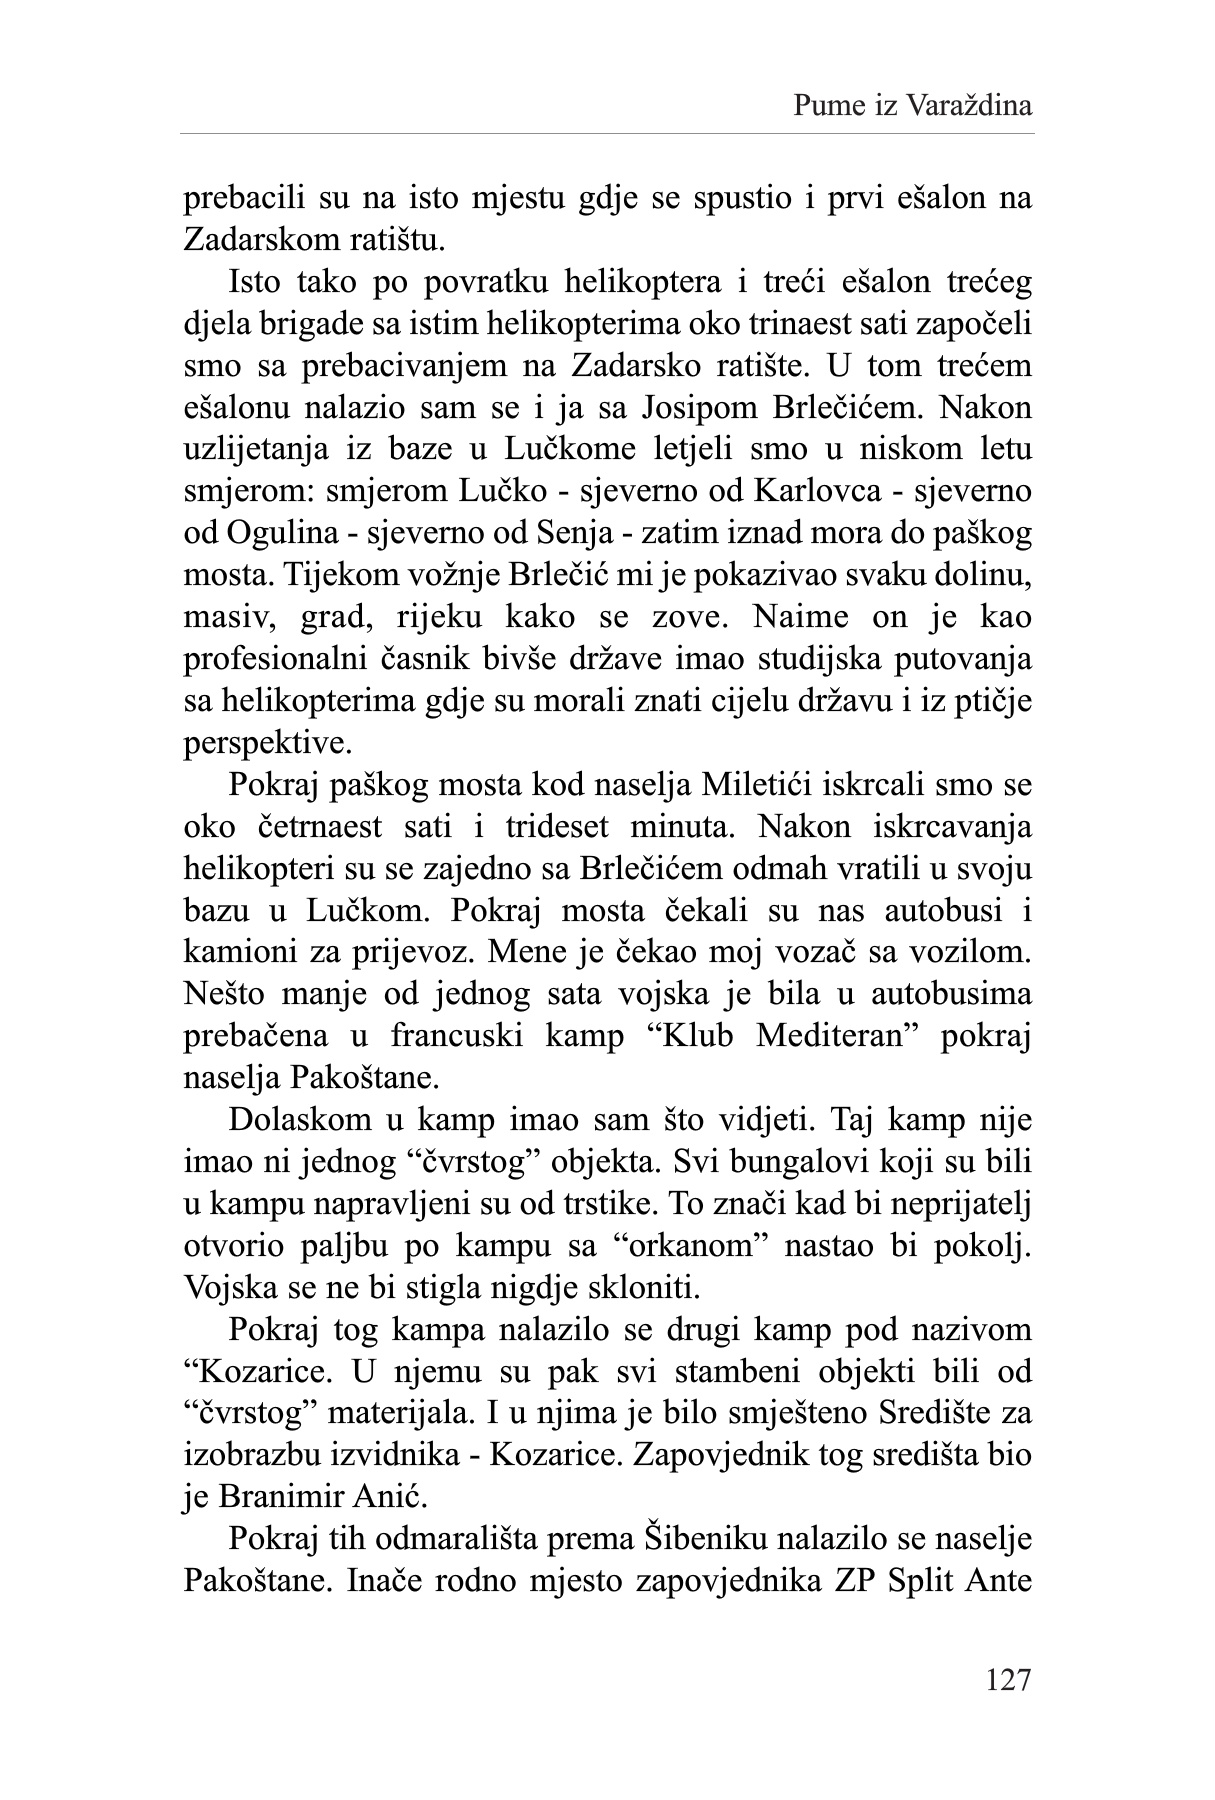 Pume iz Varaždina
prebacili su na isto mjestu gdje se spustio i prvi ešalon na
Zadarskom ratištu.
Isto tako po povratku helikoptera i treći ešalon trećeg
djela brigade sa istim helikopterima oko trinaest sati započeli
smo sa prebacivanjem na Zadarsko ratište. U tom trećem
ešalonu nalazio sam se i ja sa Josipom Brlečićem. Nakon
uzlijetanja iz baze u Lučkome letjeli smo u niskom letu
smjerom: smjerom Lučko - sjeverno od Karlovca - sjeverno
od Ogulina - sjeverno od Senja - zatim iznad mora do paškog
mosta. Tijekom vožnje Brlečić mi je pokazivao svaku dolinu,
masiv, grad, rijeku kako se zove. Naime on je kao
profesionalni časnik bivše države imao studijska putovanja
sa helikopterima gdje su morali znati cijelu državu i iz ptičje
perspektive.
Pokraj paškog mosta kod naselja Miletići iskrcali smo se
oko četrnaest sati i trideset minuta. Nakon iskrcavanja
helikopteri su se zajedno sa Brlečićem odmah vratili u svoju
bazu u Lučkom. Pokraj mosta čekali su nas autobusi i
kamioni za prijevoz. Mene je čekao moj vozač sa vozilom.
Nešto manje od jednog sata vojska je bila u autobusima
prebačena u francuski kamp “Klub Mediteran” pokraj
naselja Pakoštane.
Dolaskom u kamp imao sam što vidjeti. Taj kamp nije
imao ni jednog “čvrstog” objekta. Svi bungalovi koji su bili
u kampu napravljeni su od trstike. To znači kad bi neprijatelj
otvorio paljbu po kampu sa “orkanom” nastao bi pokolj.
Vojska se ne bi stigla nigdje skloniti.
Pokraj tog kampa nalazilo se drugi kamp pod nazivom
“Kozarice. U njemu su pak svi stambeni objekti bili od
“čvrstog” materijala. I u njima je bilo smješteno Središte za
izobrazbu izvidnika - Kozarice. Zapovjednik tog središta bio
je Branimir Anić.
Pokraj tih odmarališta prema Šibeniku nalazilo se naselje
Pakoštane. Inače rodno mjesto zapovjednika ZP Split Ante
127